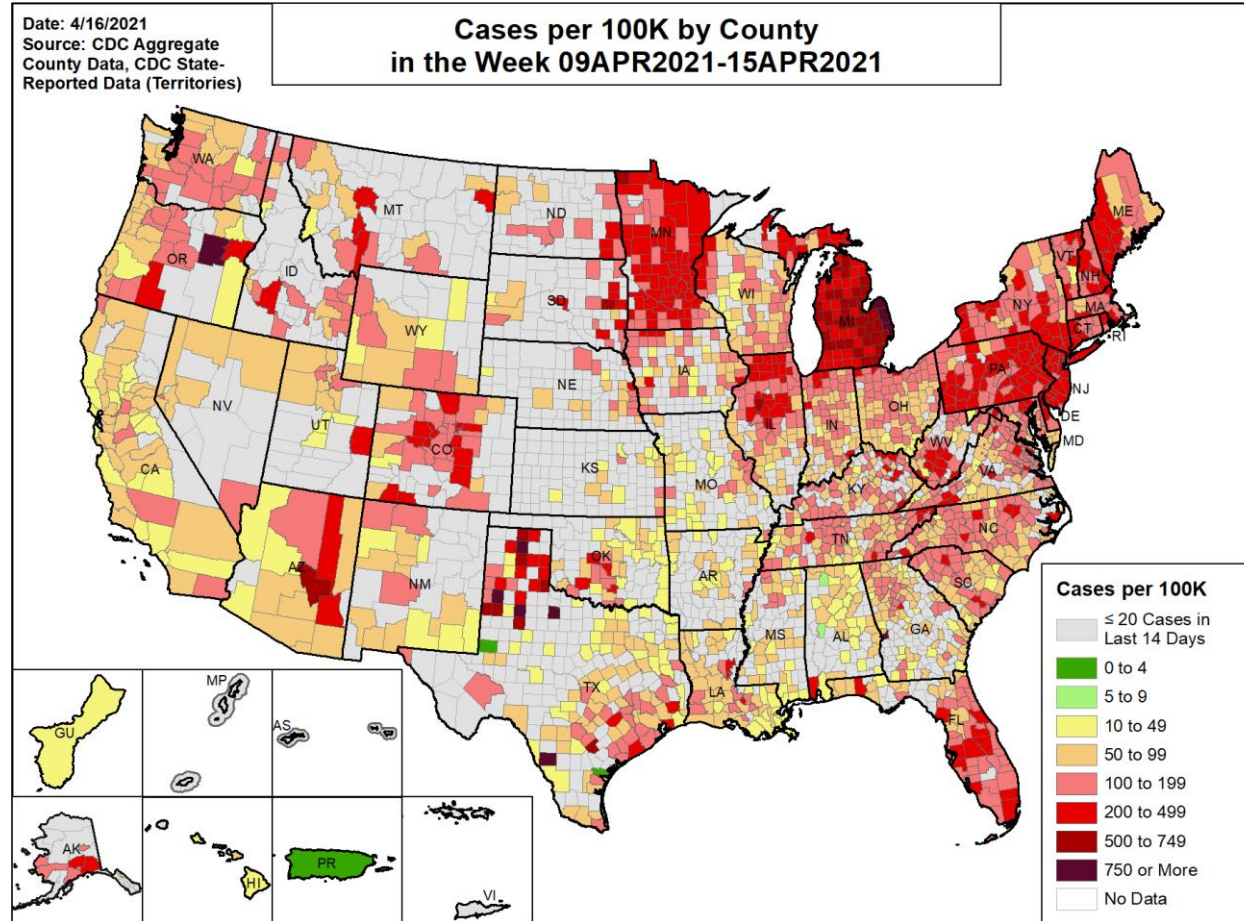 Date: 4/16/2021
Source: CDC Aggregate
County Data, CDC State-
Reported Data (Territories)
Cases per 100K by County
in the Week 09APR2021-15APR2021
WA
MT
ND
MN
ME
OR
ID
SD
WI
VT
NH
NY
MA
CT
RI
WY
MI
IA
PA
NJ
NE
NV
UT
CO
IL
IN
OH
DE
MD
WV
VA
CA
KS
MO
KY
NC
TN
AZ
NM
OK
AR
SC
MS
AL
GA
TX
LA
FL
GU
MP
AS
AK
HI
PR
VI
Cases per 100K
≤ 20 Cases in
Last 14 Days
0 to 4
5 to 9
10 to 49
50 to 99
100 to 199
200 to 499
500 to 749
750 or More
No Data